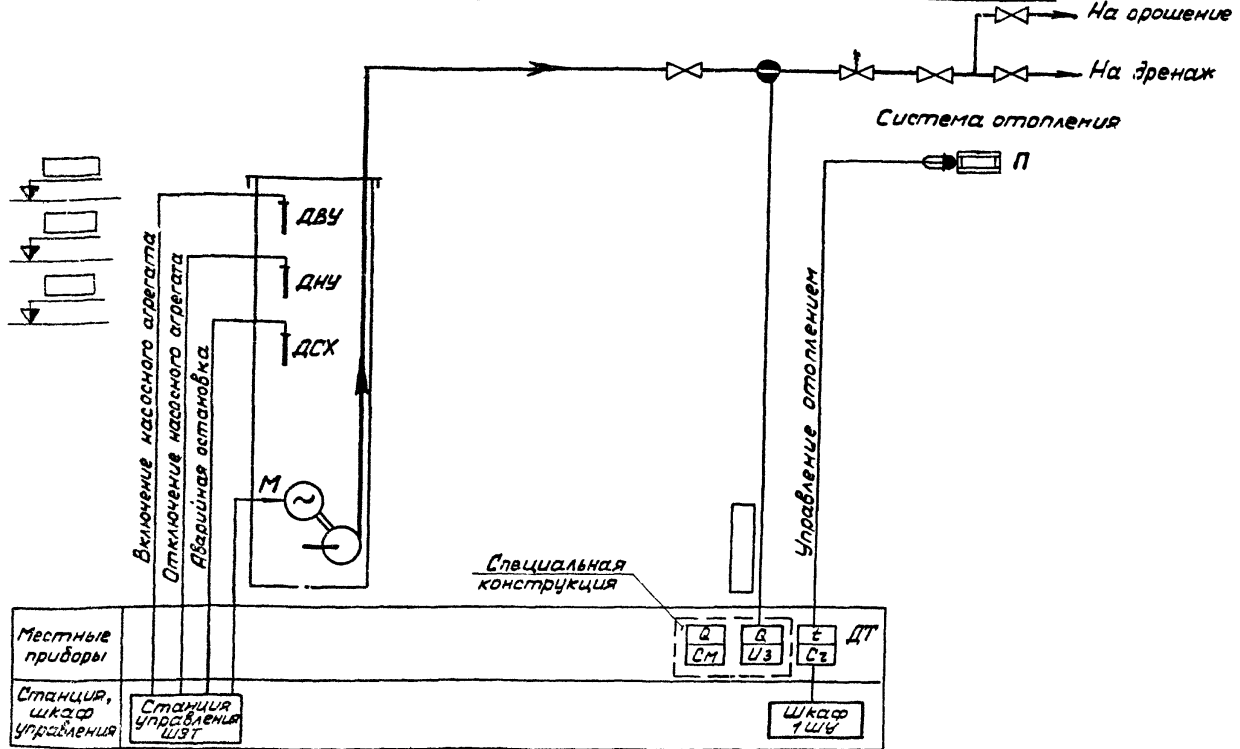 На орошение
На дренаж
Система отопления
П
ДВУ
ДНУ
ДСХ
Включение насосного агрегата
Отключение насосного агрегата
Аварийная остановка
М
~
Управление отоплением
Специальная
конструкция
Местные
приборы
Q
См
Q
Из
t
Сг
ДТ
Станция,
шкаф
управления
Станция
управления
ШЭТ
Шкаф
1ШУ